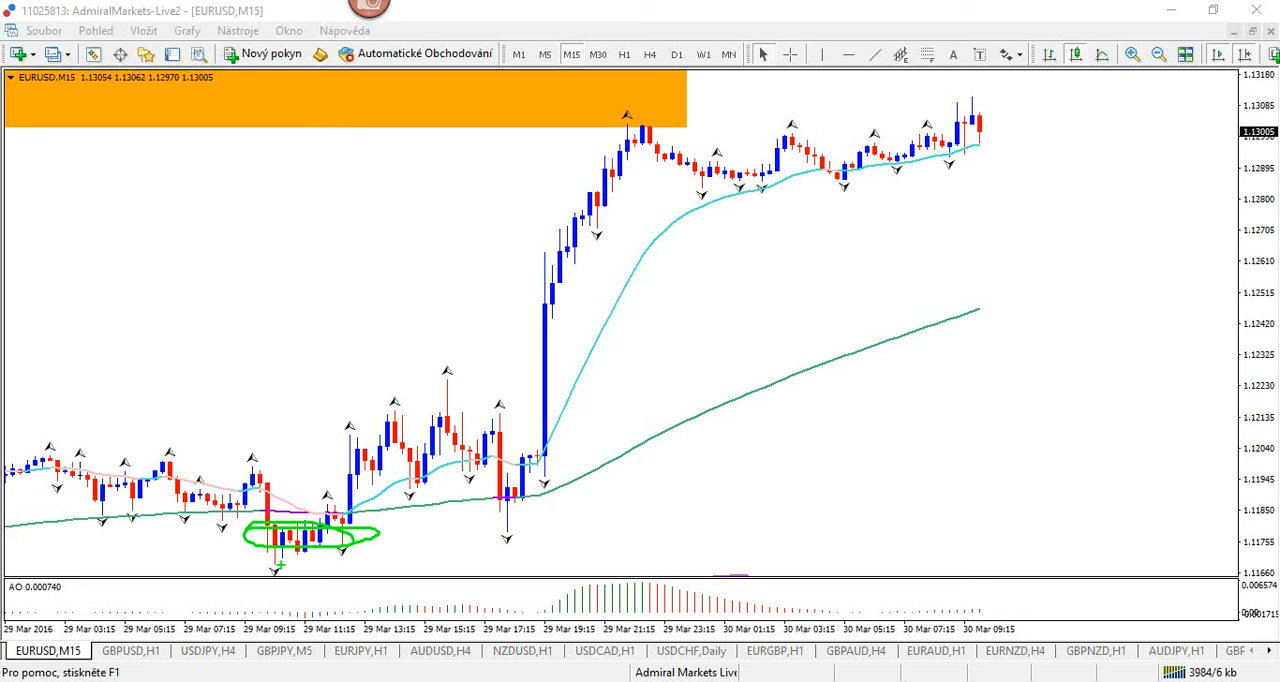 11025813: AdmiralMarkets-Live2 - [EURUSD,M15]
Soubor Pohled Vložit Grafy Nástroje Okno Nápověda
Nový pokyn Automatické Obchodování M1 M5 M15 M30 H1 H4 D1 W1 MN
EURUSD,M15 1.13054 1.13062 1.12970 1.13005
1.13180
1.13085
1.13005
1.12895
1.12800
1.12705
1.12610
1.12515
1.12420
1.12325
1.12230
1.12135
1.12040
1.11945
1.11850
1.11755
1.11660
AO 0.000740
0.006574
29 Mar 2016 29 Mar 03:15 29 Mar 05:15 29 Mar 07:15 29 Mar 09:15 29 Mar 11:15 29 Mar 13:15 29 Mar 15:15 29 Mar 17:15 29 Mar 19:15 29 Mar 21:15 29 Mar 23:15 30 Mar 01:15 30 Mar 03:15 30 Mar 05:15 30 Mar 07:15 30 Mar 09:15
EURUSD,M15 GBPUSD,H1 USDJPY,H4 GBPJPY,M5 EURJPY,H1 AUDUSD,H4 NZDUSD,H1 USDCAD,H1 USDCHF,Daily EURGBP,H1 GBPAUD,H4 EURAUD,H1 EURNZD,H4 GBPNZD,H1 AUDJPY,H1 GBF
Pro pomoc, stiskněte F1 Admiral Markets Live 3984/6 kb